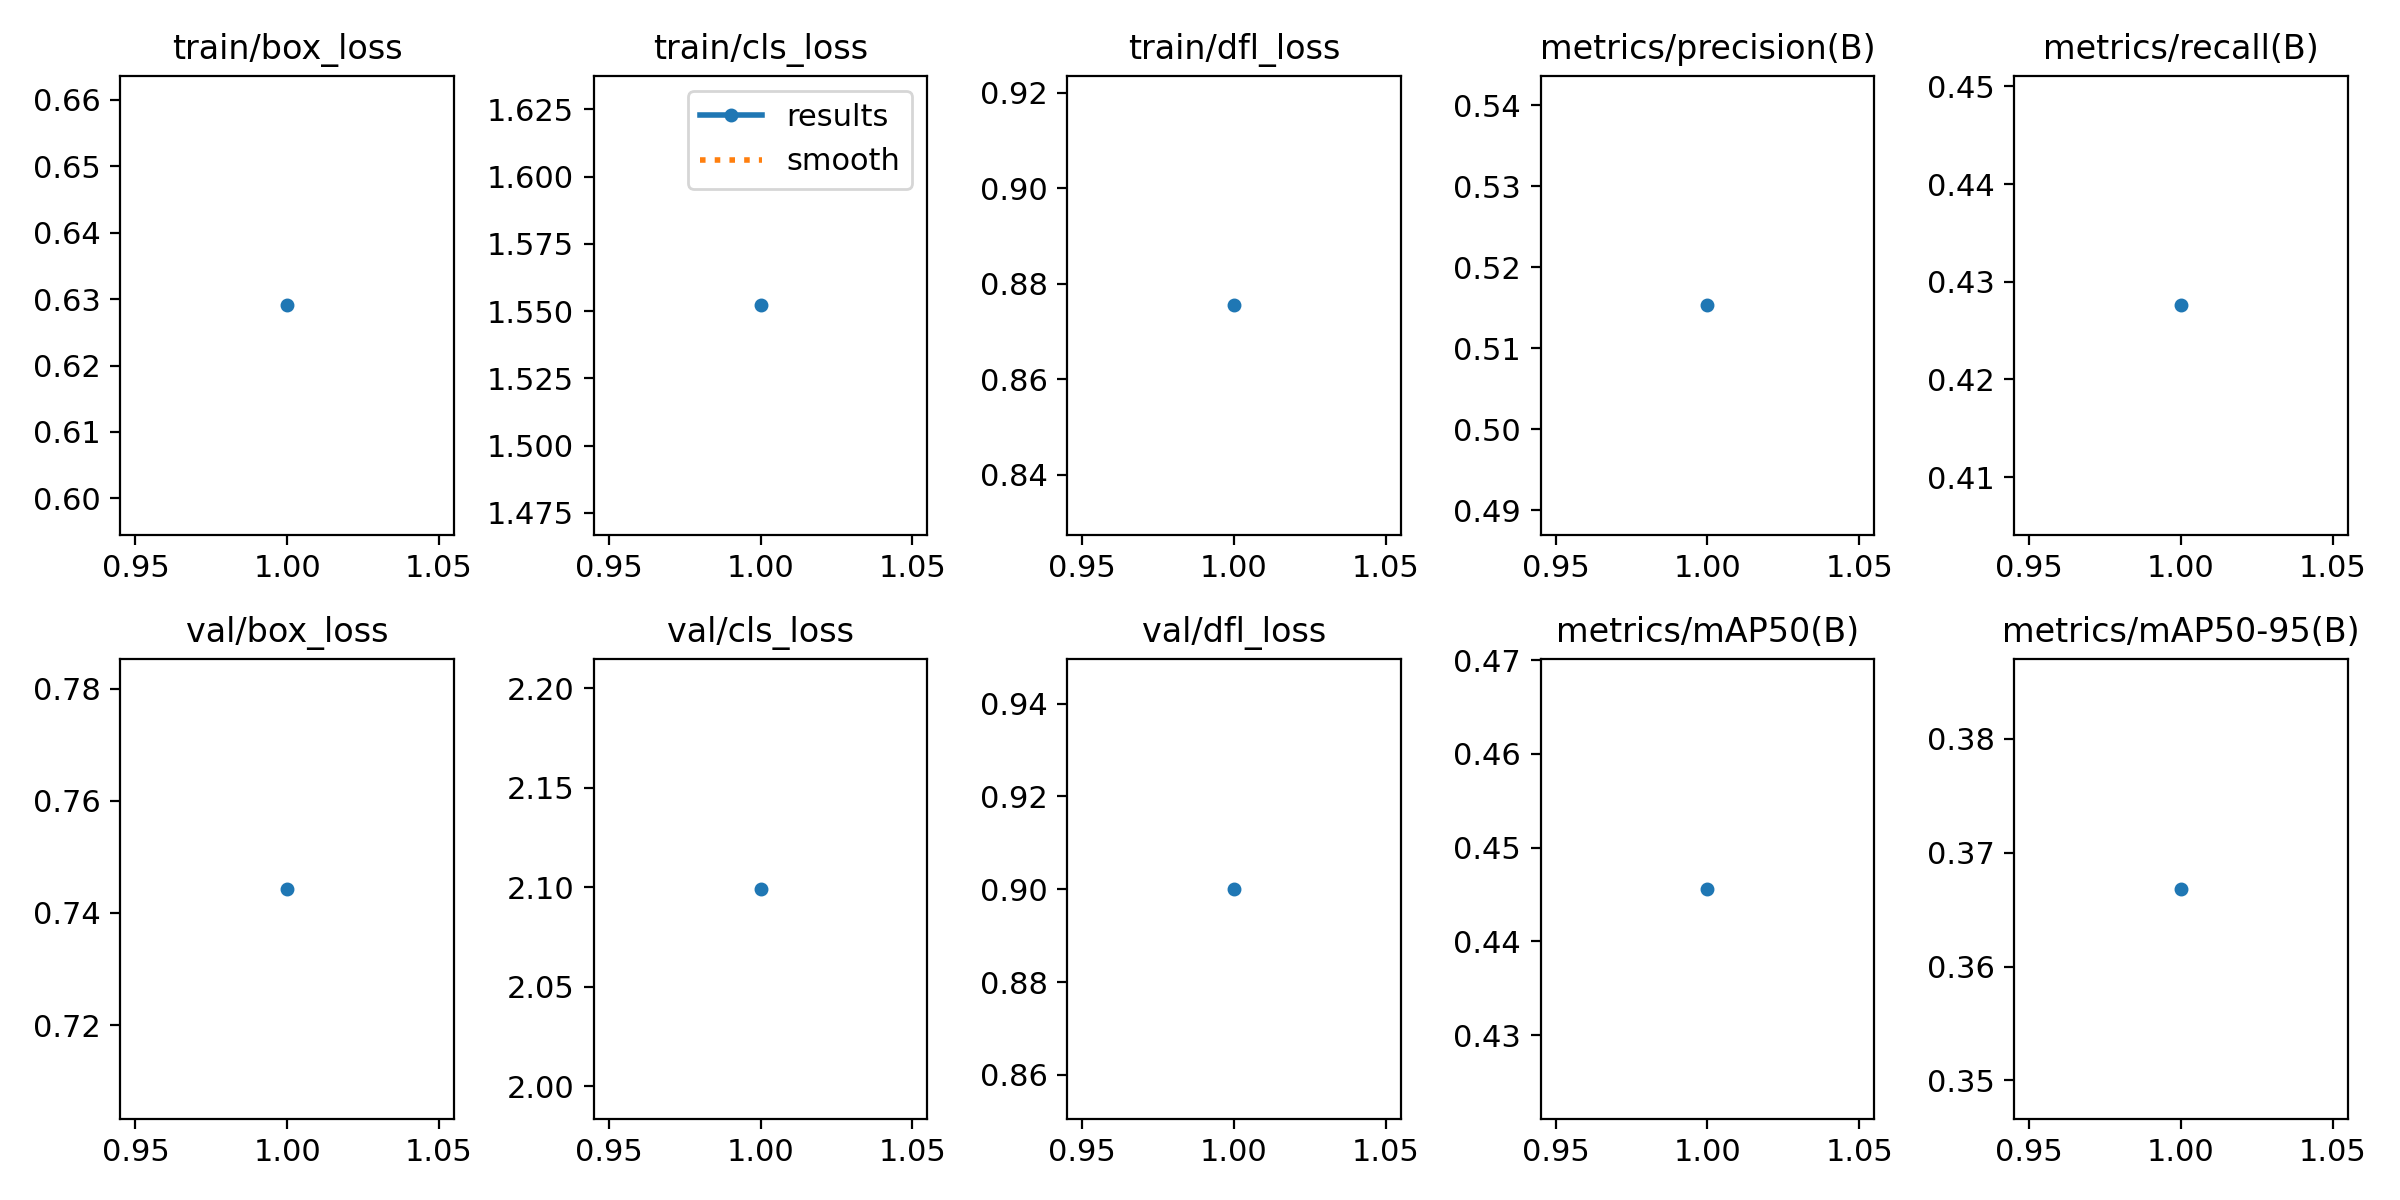 train/box_loss
0.66
0.65
0.64
0.63
0.62
0.61
0.60
0.95 1.00 1.05
train/cls_loss
results
smooth
1.625
1.600
1.575
1.550
1.525
1.500
1.475
0.95 1.00 1.05
train/dfl_loss
0.92
0.90
0.88
0.86
0.84
0.95 1.00 1.05
metrics/precision(B)
0.54
0.53
0.52
0.51
0.50
0.49
0.95 1.00 1.05
metrics/recall(B)
0.45
0.44
0.43
0.42
0.41
0.95 1.00 1.05
val/box_loss
0.78
0.76
0.74
0.72
0.95 1.00 1.05
val/cls_loss
2.20
2.15
2.10
2.05
2.00
0.95 1.00 1.05
val/dfl_loss
0.94
0.92
0.90
0.88
0.86
0.95 1.00 1.05
metrics/mAP50(B)
0.47
0.46
0.45
0.44
0.43
0.95 1.00 1.05
metrics/mAP50-95(B)
0.38
0.37
0.36
0.35
0.95 1.00 1.05